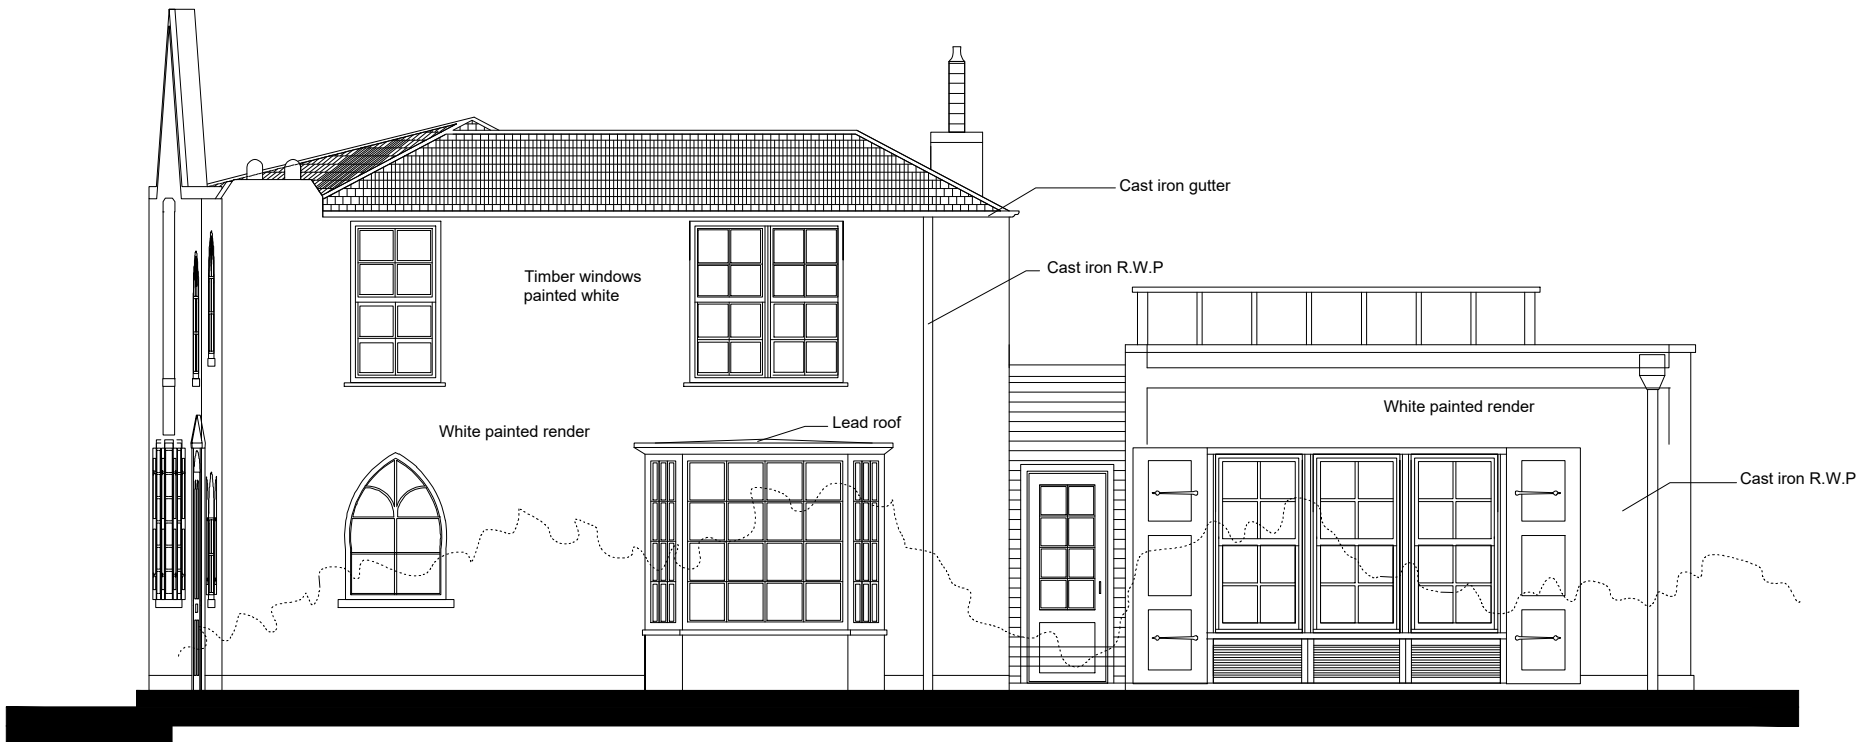 Cast iron gutter
Cast iron R.W.P
Timber windows
painted white
White painted render
Lead roof
White painted render
Cast iron R.W.P